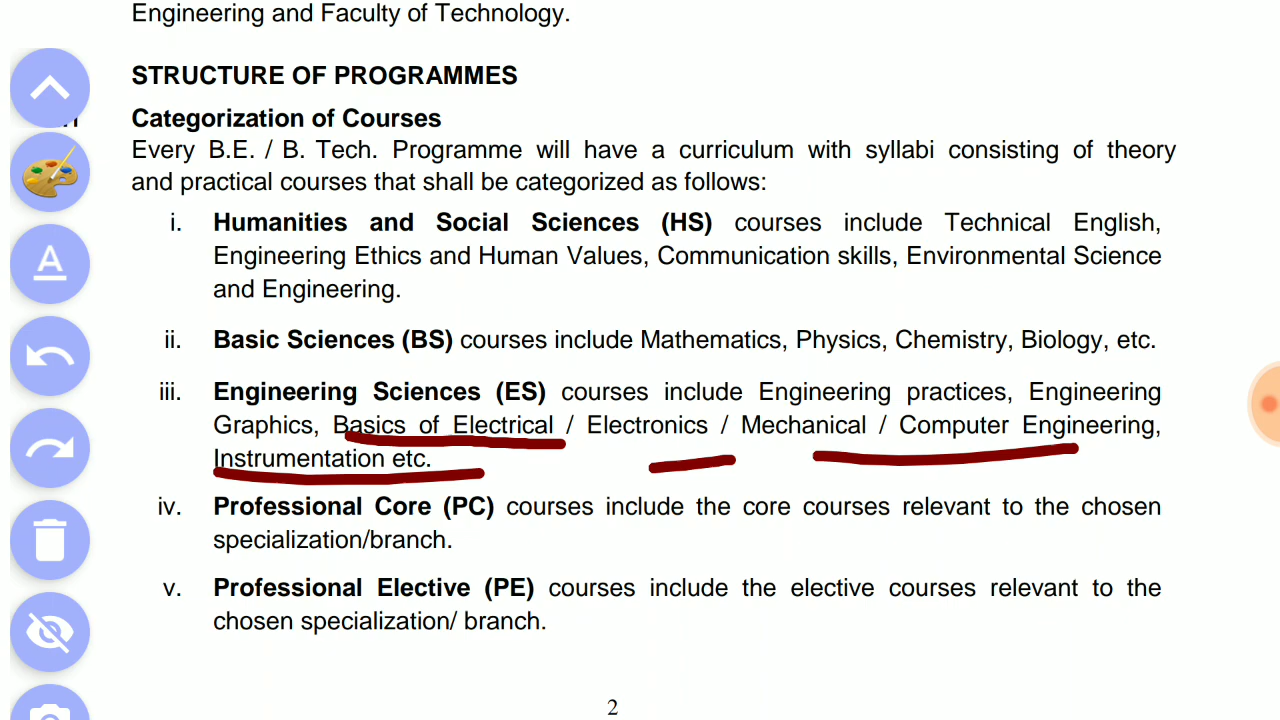 Engineering and Faculty of Technology.
STRUCTURE OF PROGRAMMES
Categorization of Courses
Every B.E. / B. Tech. Programme will have a curriculum with syllabi consisting of theory
and practical courses that shall be categorized as follows:
i. Humanities and Social Sciences (HS) courses include Technical English,
Engineering Ethics and Human Values, Communication skills, Environmental Science
and Engineering.
ii. Basic Sciences (BS) courses include Mathematics, Physics, Chemistry, Biology, etc.
iii. Engineering Sciences (ES) courses include Engineering practices, Engineering
Graphics, Basics of Electrical / Electronics / Mechanical / Computer Engineering,
Instrumentation etc.
iv. Professional Core (PC) courses include the core courses relevant to the chosen
specialization/branch.
v. Professional Elective (PE) courses include the elective courses relevant to the
chosen specialization/ branch.
2
A